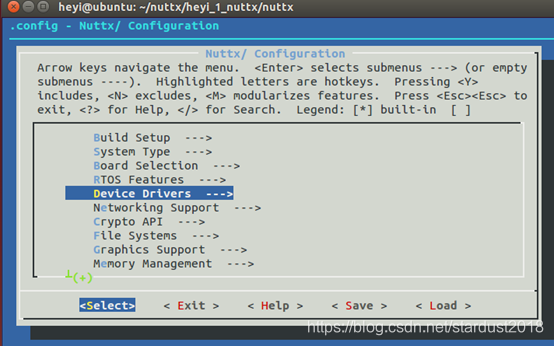 heyi@ubuntu: ~/nuttx/heyi_1_nuttx/nuttx
.config - Nuttx/ Configuration
Nuttx/ Configuration
Arrow keys navigate the menu. <Enter> selects submenus ---> (or empty
submenus ----). Highlighted letters are hotkeys. Pressing <Y>
includes, <N> excludes, <M> modularizes features. Press <Esc><Esc> to
exit, <?> for Help, </> for Search. Legend: [*] built-in [ ]
Build Setup --->
System Type --->
Board Selection --->
RTOS Features --->
Device Drivers --->
Networking Support --->
Crypto API --->
File Systems --->
Graphics Support --->
Memory Management --->
┴(+)
<Select> < Exit > < Help > < Save > < Load >
https://blog.csdn.net/stardust2018